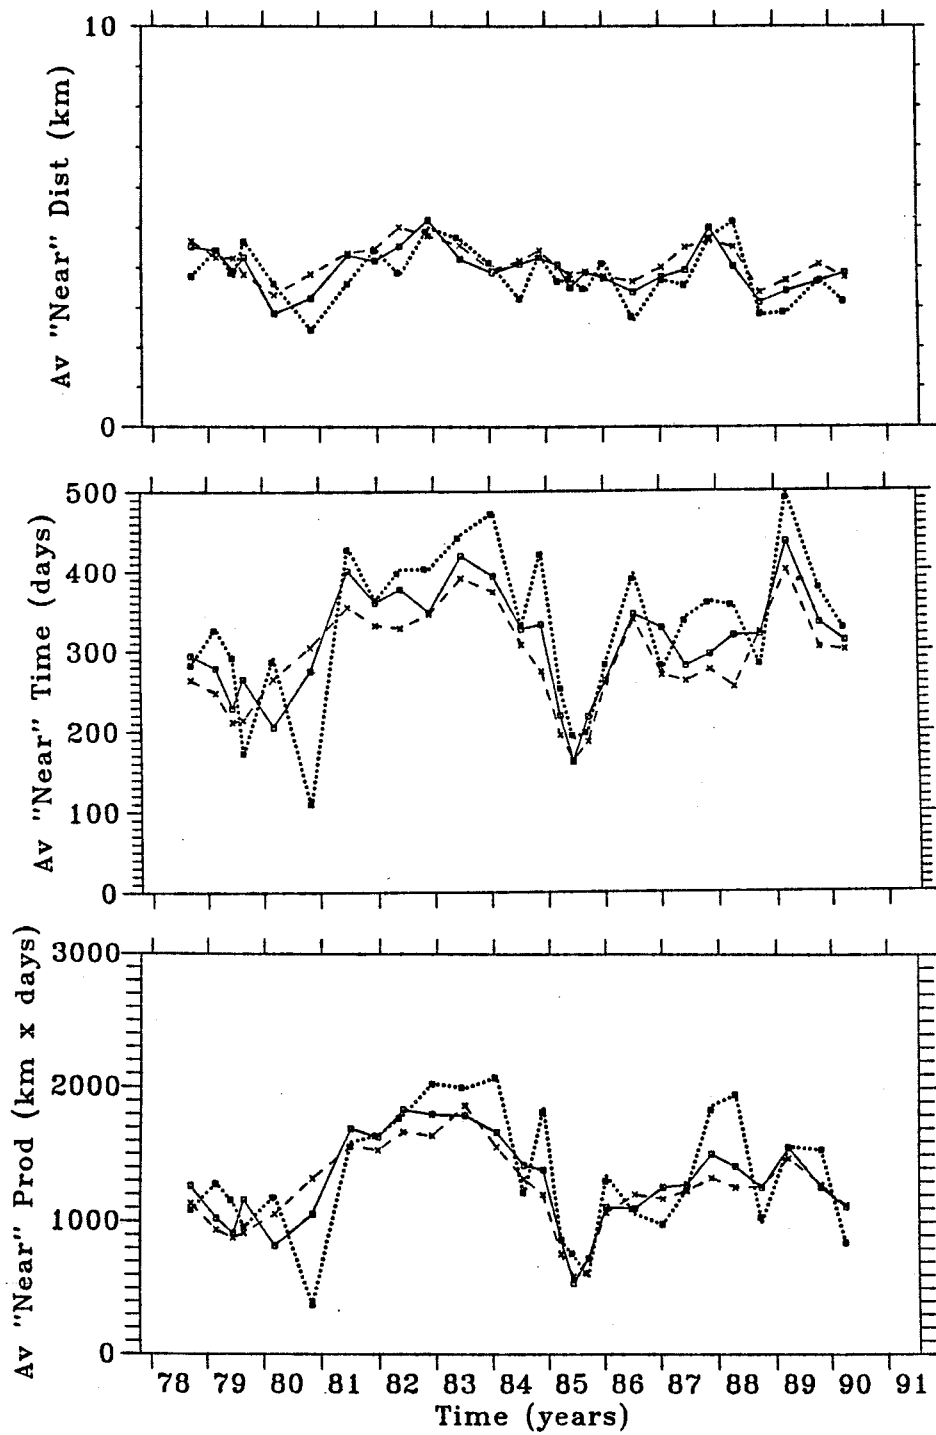 10
Av "Near" Dist (km)
0
500
400
300
200
100
0
Av "Near" Time (days)
3000
2000
1000
0
Av "Near" Prod (km x days)
78 79 80 81 82 83 84 85 86 87 88 89 90 91
Time (years)